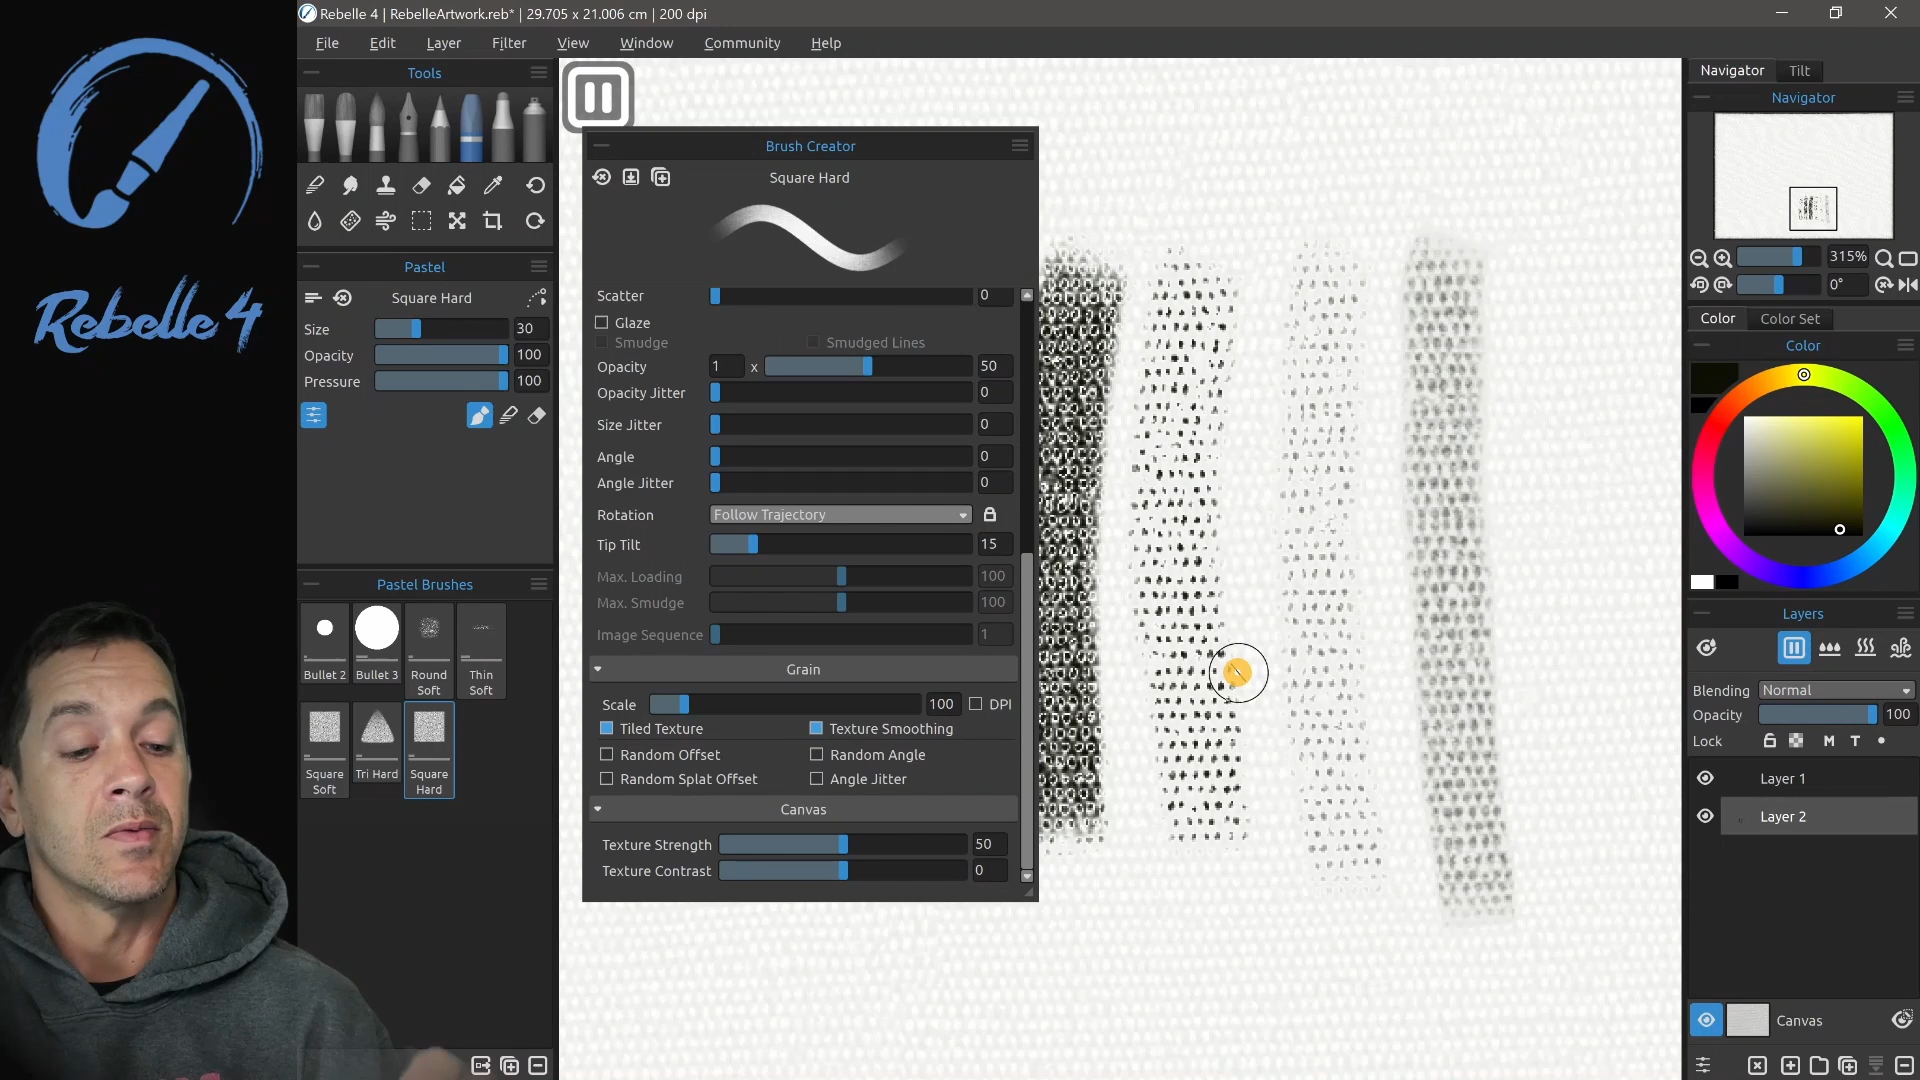 Rebelle 4 | RebelleArtwork.reb* | 29.705 x 21.006 cm | 200 dpi
File Edit Layer Filter View Window Community Help
Rebelle 4
Tools
Pastel
Square Hard
Size 30
Opacity 100
Pressure 100
Pastel Brushes
Bullet 2 Bullet 3 Round Soft Thin Soft
Square Soft Tri Hard Square Hard
Brush Creator
Square Hard
Scatter 0
Glaze
Smudge Smudged Lines
Opacity 1 x 50
Opacity Jitter 0
Size Jitter 0
Angle 0
Angle Jitter 0
Rotation Follow Trajectory
Tip Tilt 15
Max. Loading 100
Max. Smudge 100
Image Sequence 1
Grain
Scale 100 DPI
Tiled Texture Texture Smoothing
Random Offset Random Angle
Random Splat Offset Angle Jitter
Canvas
Texture Strength 50
Texture Contrast 0
Navigator Tilt
Navigator
315%
0°
Color Color Set
Color
Layers
Blending Normal
Opacity 100
Lock M T
Layer 1
Layer 2
Canvas